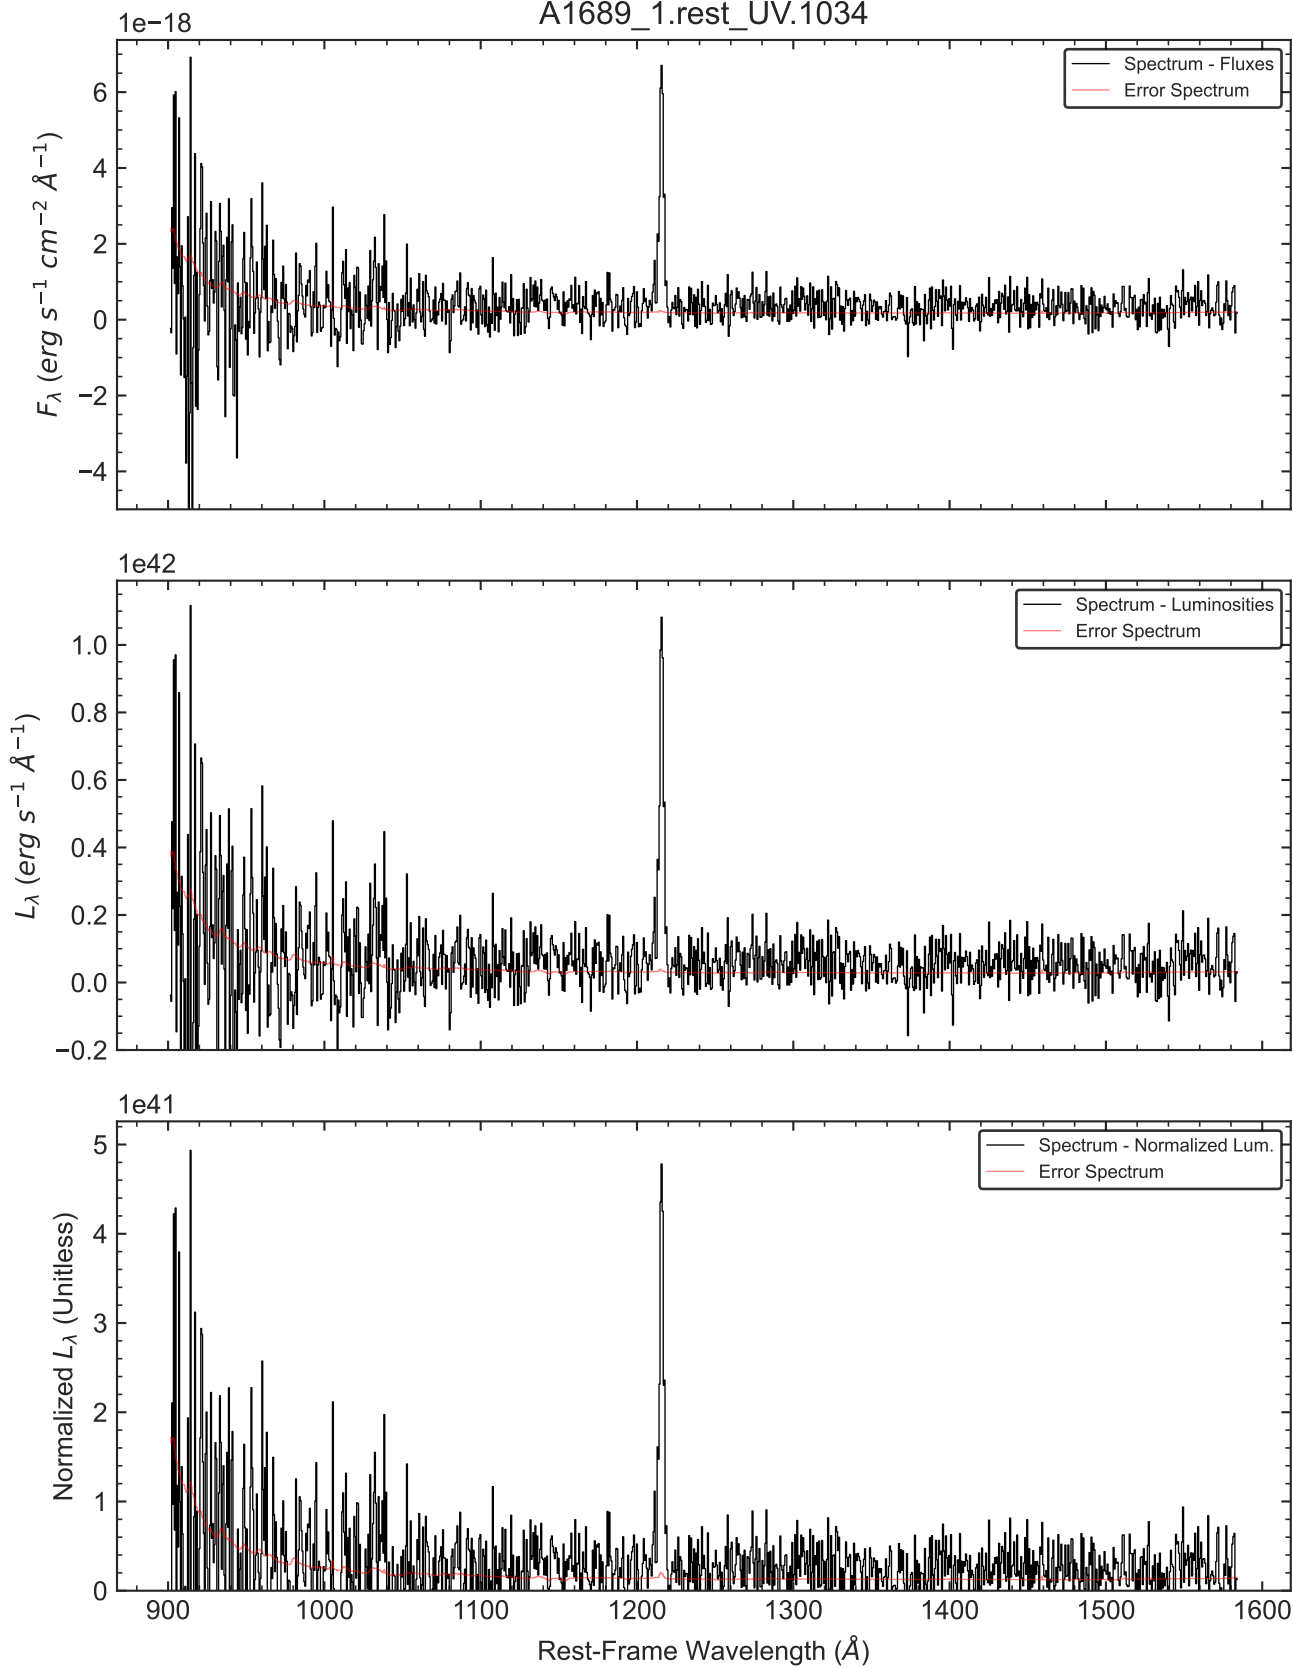 A1689_1.rest_UV.1034
1e−18
Spectrum - Fluxes
Error Spectrum
6
4
2
0
−2
−4
F_λ (erg s^−1 cm^−2 Å^−1)
1e42
Spectrum - Luminosities
Error Spectrum
1.0
0.8
0.6
0.4
0.2
0.0
−0.2
L_λ (erg s^−1 Å^−1)
1e41
Spectrum - Normalized Lum.
Error Spectrum
5
4
3
2
1
0
Normalized L_λ (Unitless)
900 1000 1100 1200 1300 1400 1500 1600
Rest-Frame Wavelength (Å)